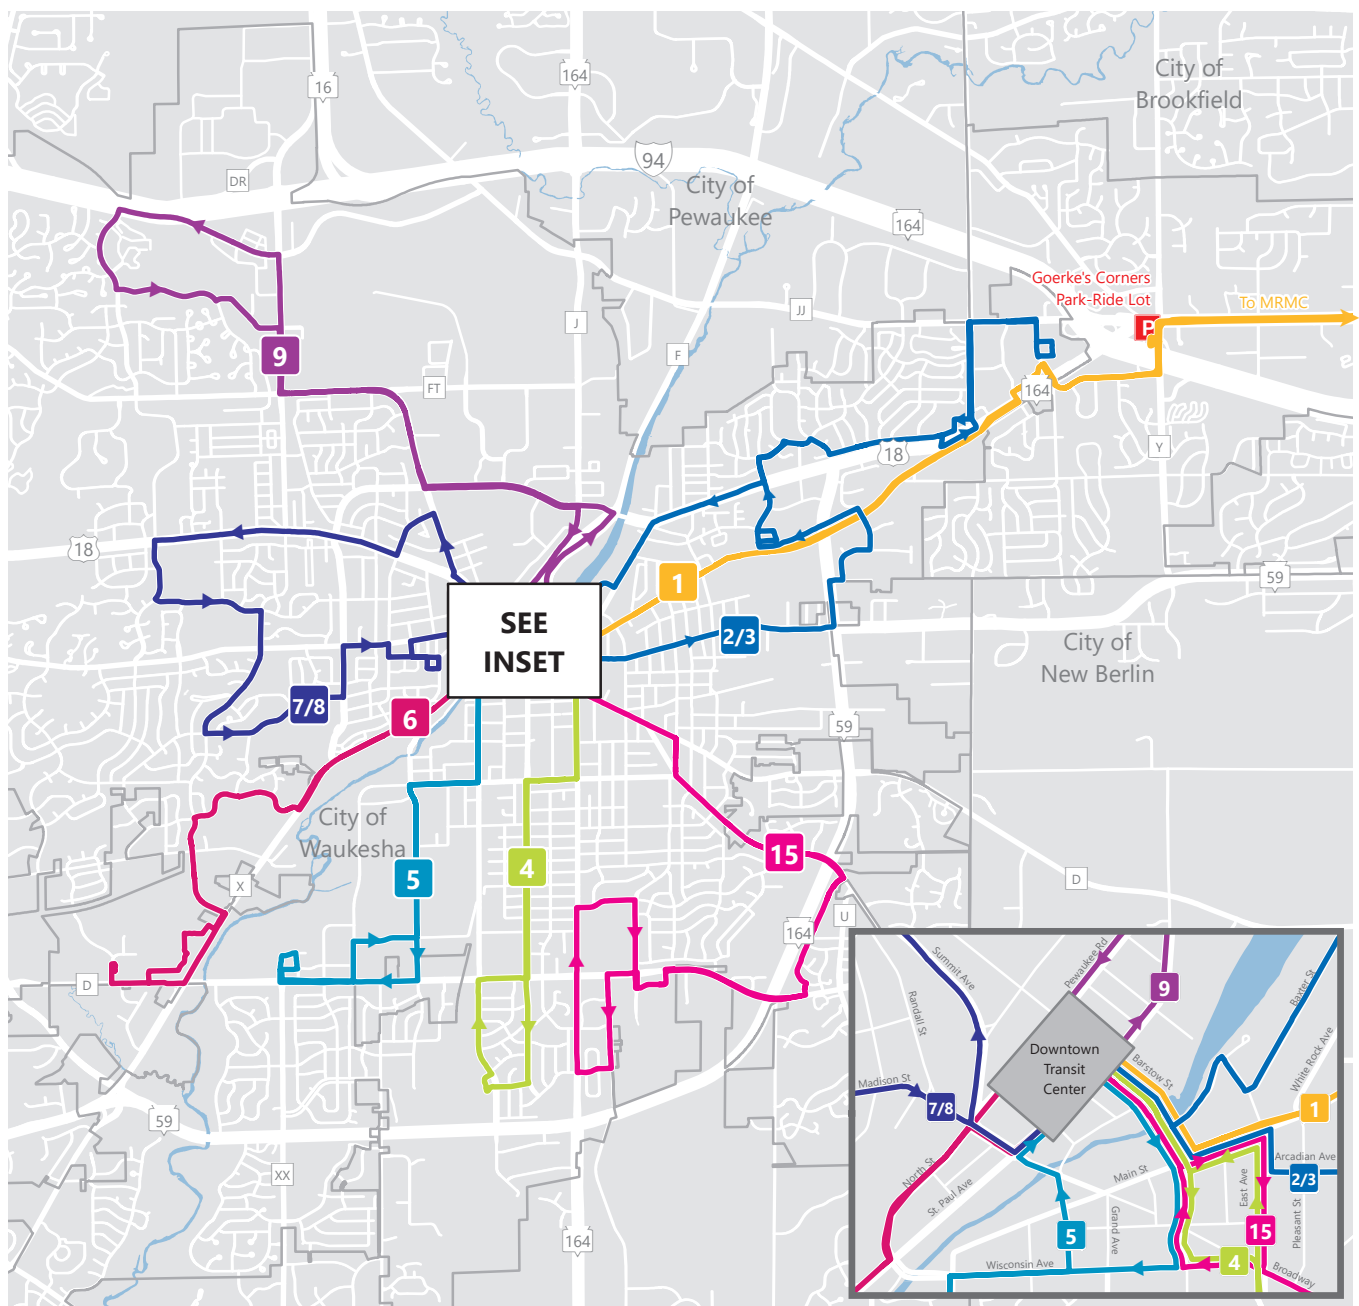 City of
Brookfield
16
164
94
DR
City of
Pewaukee
164
Goerke's Corners
Park-Ride Lot
To MRMC
P
JJ
J
F
9
FT
164
Y
18
18
1
59
SEE
INSET
2/3
City of
New Berlin
7/8
6
59
City of
Waukesha
15
5
4
X
D
U
164
D
59
XX
164
Summit Ave
Pewaukee Rd
9
Baxter St
Randall St
Downtown
Transit
Center
Barstow St
White Rock Ave
Madison St
7/8
1
Arcadian Ave
North St
Main St
2/3
St. Paul Ave
East Ave
Pleasant St
Grand Ave
5
15
4
Wisconsin Ave
Broadway